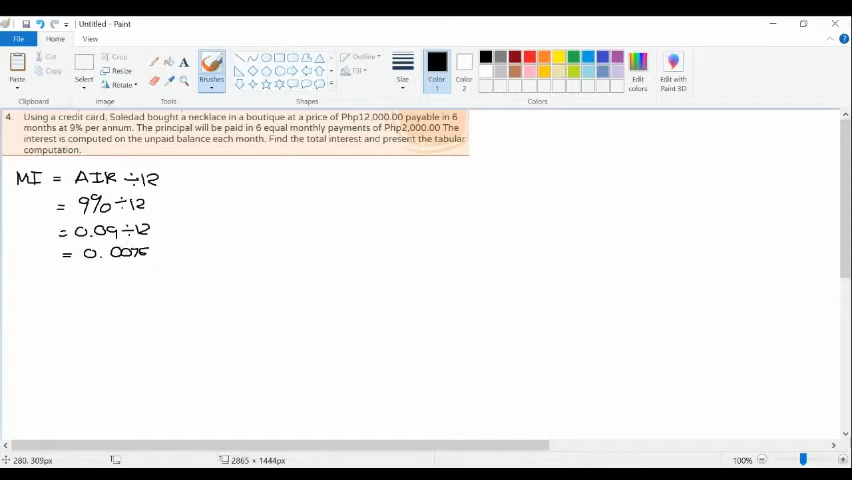 Untitled - Paint
File Home View
Paste
Cut
Copy
Clipboard
Select
Crop
Resize
Rotate
Image
Tools
Brushes
Shapes
Outline
Fill
Size
Color 1
Color 2
Edit colors
Edit with Paint 3D
Colors
4. Using a credit card, Soledad bought a necklace in a boutique at a price of Php12,000.00 payable in 6
months at 9% per annum. The principal will be paid in 6 equal monthly payments of Php2,000.00 The
interest is computed on the unpaid balance each month. Find the total interest and present the tabular
computation.
MI = AIR ÷12
= 9% ÷12
= 0.09÷12
= 0.0075
280, 309px
2865 × 1444px
100%